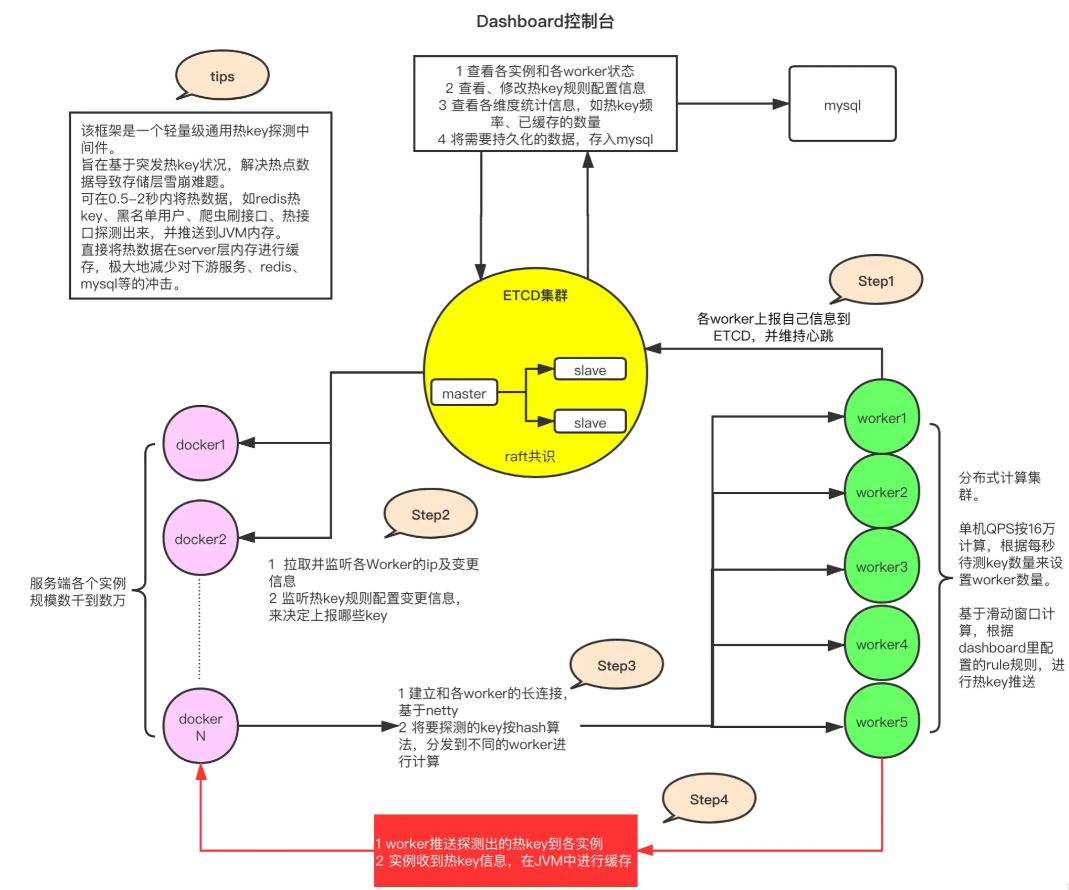 Dashboard控制台
tips
该框架是一个轻量级通用热key探测中
间件。
旨在基于突发热key状况，解决热点数
据导致存储层雪崩难题。
可在0.5-2秒内将热数据，如redis热
key、黑名单用户、爬虫刷接口、热接
口探测出来，并推送到JVM内存。
直接将热数据在server层内存进行缓
存，极大地减少对下游服务、redis、
mysql等的冲击。
1 查看各实例和各worker状态
2 查看、修改热key规则配置信息
3 查看各维度统计信息，如热key频
率、已缓存的数量
4 将需要持久化的数据，存入mysql
mysql
ETCD集群
master
slave
slave
raft共识
Step1
各worker上报自己信息到
ETCD，并维持心跳
docker1
docker2
docker
N
服务端各个实例
规模数千到数万
Step2
1 拉取并监听各Worker的ip及变更
信息
2 监听热key规则配置变更信息，
来决定上报哪些key
Step3
1 建立和各worker的长连接，
基于netty
2 将要探测的key按hash算
法，分发到不同的worker进
行计算
worker1
worker2
worker3
worker4
worker5
分布式计算集
群。
单机QPS按16万
计算，根据每秒
待测key数量来设
置worker数量。
基于滑动窗口计
算，根据
dashboard里配
置的rule规则，进
行热key推送
Step4
1 worker推送探测出的热key到各实例
2 实例收到热key信息，在JVM中进行缓存